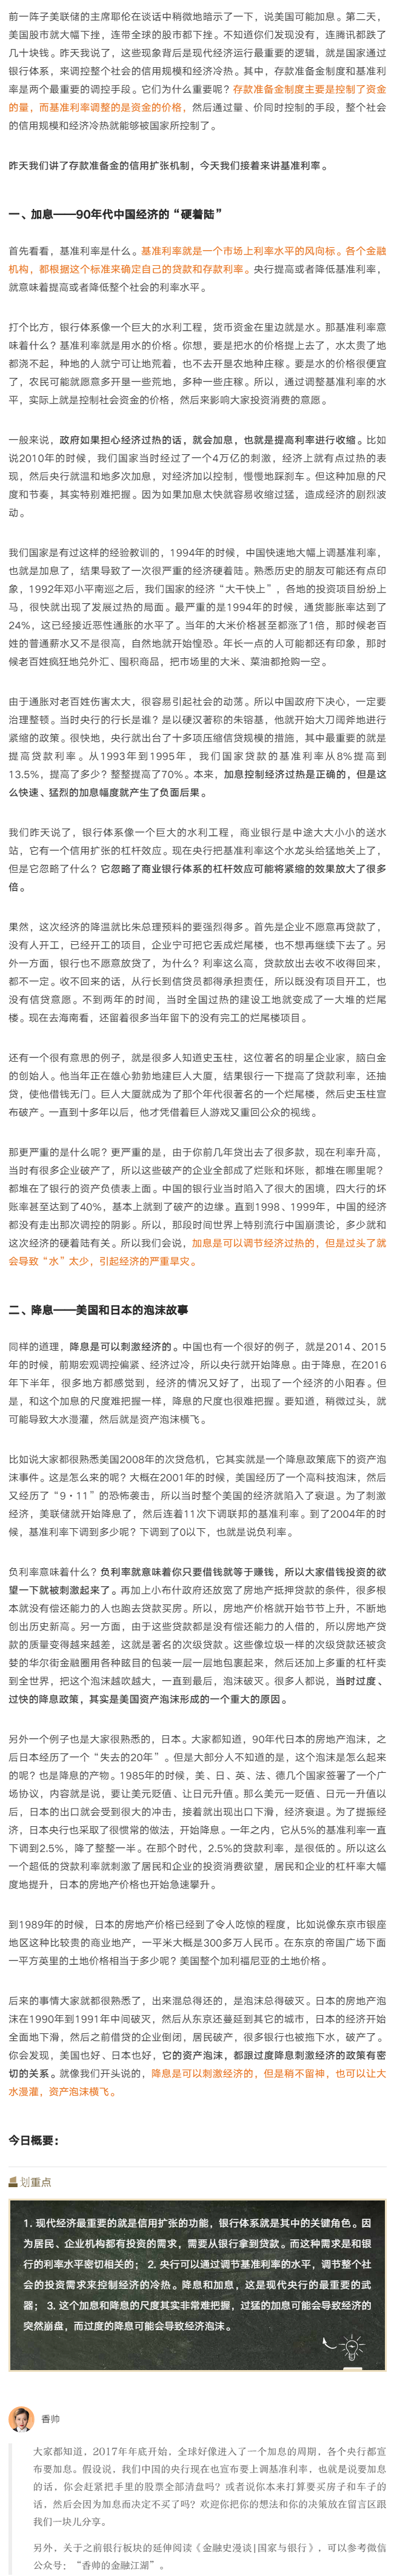 前一阵子美联储的主席耶伦在谈话中稍微地暗示了一下，说美国可能加息。第二天，
美国股市就大幅下挫，连带全球的股市都下挫。不知道你们发现没有，连腾讯都跌了
几十块钱。昨天我说了，这些现象背后是现代经济运行最重要的逻辑，就是国家通过
银行体系，来调控整个社会的信用规模和经济冷热。其中，存款准备金制度和基准利
率是两个最重要的调控手段。它们为什么重要呢？存款准备金制度主要是控制了资金
的量，而基准利率调整的是资金的价格，然后通过量、价同时控制的手段，整个社会
的信用规模和经济冷热就能够被国家所控制了。
昨天我们讲了存款准备金的信用扩张机制，今天我们接着来讲基准利率。
一、加息——90年代中国经济的“硬着陆”
首先看看，基准利率是什么。基准利率就是一个市场上利率水平的风向标。各个金融
机构，都根据这个标准来确定自己的贷款和存款利率。央行提高或者降低基准利率，
就意味着提高或者降低整个社会的利率水平。
打个比方，银行体系像一个巨大的水利工程，货币资金在里边就是水。那基准利率意
味着什么？基准利率就是用水的价格。你想，要是把水的价格提上去了，水太贵了地
都浇不起，种地的人就宁可让地荒着，也不去开垦农地种庄稼。要是水的价格很便宜
了，农民可能就愿意多开垦一些荒地，多种一些庄稼。所以，通过调整基准利率的水
平，实际上就是控制社会资金的价格，然后来影响大家投资消费的意愿。
一般来说，政府如果担心经济过热的话，就会加息，也就是提高利率进行收缩。比如
说2010年的时候，我们国家当时经过了一个4万亿的刺激，经济上就有点过热的表
现，然后央行就温和地多次加息，对经济加以控制，慢慢地踩刹车。但这种加息的尺
度和节奏，其实特别难把握。因为如果加息太快就容易收缩过猛，造成经济的剧烈波
动。
我们国家是有过这样的经验教训的，1994年的时候，中国快速地大幅上调基准利率，
也就是加息了，结果导致了一次很严重的经济硬着陆。熟悉历史的朋友可能还有点印
象，1992年邓小平南巡之后，我们国家的经济“大干快上”，各地的投资项目纷纷上
马，很快就出现了发展过热的局面。最严重的是1994年的时候，通货膨胀率达到了
24%，这已经接近恶性通胀的水平了。当年的大米价格甚至都涨了1倍，那时候老百
姓的普通薪水又不是很高，自然地就开始惶恐。年长一点的人可能都还有印象，那时
候老百姓疯狂地兑外汇、囤积商品，把市场里的大米、菜油都抢购一空。
由于通胀对老百姓伤害太大，很容易引起社会的动荡。所以中国政府下决心，一定要
治理整顿。当时央行的行长是谁？是以硬汉著称的朱镕基，他就开始大刀阔斧地进行
紧缩的政策。很快地，央行就出台了十多项压缩信贷规模的措施，其中最重要的就是
提高贷款利率。从1993年到1995年，我们国家贷款的基准利率从8%提高到
13.5%，提高了多少？整整提高了70%。本来，加息控制经济过热是正确的，但是这
么快速、猛烈的加息幅度就产生了负面后果。
我们昨天说了，银行体系像一个巨大的水利工程，商业银行是中途大大小小的送水
站，它有一个信用扩张的杠杆效应。现在央行把基准利率这个水龙头给猛地关上了，
但是它忽略了什么？它忽略了商业银行体系的杠杆效应可能将紧缩的效果放大了很多
倍。
果然，这次经济的降温就比朱总理预料的要强烈得多。首先是企业不愿意再贷款了，
没有人开工，已经开工的项目，企业宁可把它丢成烂尾楼，也不想再继续下去了。另
外一方面，银行也不愿意放贷了，为什么？利率这么高，贷款放出去收不收得回来，
都不一定。收不回来的话，从行长到信贷员都得承担责任，所以既没有项目开工，也
没有信贷意愿。不到两年的时间，当时全国过热的建设工地就变成了一大堆的烂尾
楼。现在去海南看，还留着很多当年留下的没有完工的烂尾楼项目。
还有一个很有意思的例子，就是很多人知道史玉柱，这位著名的明星企业家，脑白金
的创始人。他当年正在雄心勃勃地建巨人大厦，结果银行一下提高了贷款利率，还抽
贷，使他借钱无门。巨人大厦就成为了那个年代很著名的一个烂尾楼，然后史玉柱宣
布破产。一直到十多年以后，他才凭借着巨人游戏又重回公众的视线。
那更严重的是什么呢？更严重的是，由于你前几年贷出去了很多款，现在利率升高，
当时有很多企业破产了，所以这些破产的企业全部成了烂账和坏账，都堆在哪里呢？
都堆在了银行的资产负债表上面。中国的银行业当时陷入了很大的困境，四大行的坏
账率甚至达到了40%，基本上就到了破产的边缘。直到1998、1999年，中国的经济
都没有走出那次调控的阴影。所以，那段时间世界上特别流行中国崩溃论，多少就和
这次经济的硬着陆有关。所以我们会说，加息是可以调节经济过热的，但是过头了就
会导致“水”太少，引起经济的严重旱灾。
二、降息——美国和日本的泡沫故事
同样的道理，降息是可以刺激经济的。中国也有一个很好的例子，就是2014、2015
年的时候，前期宏观调控偏紧、经济过冷，所以央行就开始降息。由于降息，在2016
年下半年，很多地方都感觉到，经济的情况又好了，出现了一个经济的小阳春。但
是，和这个加息的尺度难把握一样，降息的尺度也很难把握。要知道，稍微过头，就
可能导致大水漫灌，然后就是资产泡沫横飞。
比如说大家都很熟悉美国2008年的次贷危机，它其实就是一个降息政策底下的资产泡
沫事件。这是怎么来的呢？大概在2001年的时候，美国经历了一个高科技泡沫，然后
又经历了“9·11”的恐怖袭击，所以当时整个美国的经济就陷入了衰退。为了刺激
经济，美联储就开始降息了，然后连着11次下调联邦的基准利率。到了2004年的时
候，基准利率下调到多少呢？下调到了0以下，也就是说负利率。
负利率意味着什么？负利率就意味着你只要借钱就等于赚钱，所以大家借钱投资的欲
望一下就被刺激起来了。再加上小布什政府还放宽了房地产抵押贷款的条件，很多根
本就没有偿还能力的人也跑去贷款买房。所以，房地产价格就开始节节上升，不断地
创出历史新高。另一方面，由于这些贷款都是没有偿还能力的人借的，所以房地产贷
款的质量变得越来越差，这就是著名的次级贷款。这些像垃圾一样的次级贷款还被贪
婪的华尔街金融圈用各种眩目的包装一层一层地包裹起来，然后还加上多重的杠杆卖
到全世界，把这个泡沫越吹越大，一直到最后，泡沫破灭。很多人都说，当时过度、
过快的降息政策，其实是美国资产泡沫形成的一个重大的原因。
另外一个例子也是大家很熟悉的，日本。大家都知道，90年代日本的房地产泡沫，之
后日本经历了一个“失去的20年”。但是大部分人不知道的是，这个泡沫是怎么起来
的呢？也是降息的产物。1985年的时候，美、日、英、法、德几个国家签署了一个广
场协议，内容就是说，要让美元贬值、让日元升值。那么美元一贬值、日元一升值以
后，日本的出口就会受到很大的冲击，接着就出现出口下滑，经济衰退。为了提振经
济，日本央行也采取了很惯常的做法，开始降息。一年之内，它从5%的基准利率一直
下调到2.5%，降了整整一半。在那个时代，2.5%的贷款利率，是很低的。所以这么
一个超低的贷款利率就刺激了居民和企业的投资消费欲望，居民和企业的杠杆率大幅
度地提升，日本的房地产价格也开始急速攀升。
到1989年的时候，日本的房地产价格已经到了令人吃惊的程度，比如说像东京市银座
地区这种比较贵的商业地产，一平米大概是300多万人民币。在东京的帝国广场下面
一平方英里的土地价格相当于多少呢？美国整个加利福尼亚的土地价格。
后来的事情大家就都很熟悉了，出来混总得还的，是泡沫总得破灭。日本的房地产泡
沫在1990年到1991年中间破灭，然后从东京还蔓延到其它的城市，日本的经济开始
全面地下滑，然后之前借贷的企业倒闭，居民破产，很多银行也被拖下水，破产了。
你会发现，美国也好、日本也好，它的资产泡沫，都跟过度降息刺激经济的政策有密
切的关系。就像我们开头说的，降息是可以刺激经济的，但是稍不留神，也可以让大
水漫灌，资产泡沫横飞。
今日概要：
划重点
1. 现代经济最重要的就是信用扩张的功能，银行体系就是其中的关键角色。因
为居民、企业机构都有投资的需求，需要从银行拿到贷款。而这种需求是和银
行的利率水平密切相关的； 2. 央行可以通过调节基准利率的水平，调整整个社
会的投资需求来控制经济的冷热。降息和加息，这是现代央行的最重要的武
器； 3. 这个加息和降息的尺度其实非常难把握，过猛的加息可能会导致经济的
突然崩盘，而过度的降息可能会导致经济泡沫。
香帅
大家都知道，2017年年底开始，全球好像进入了一个加息的周期，各个央行都宣
布要加息。假设说，我们中国的央行现在也宣布要上调基准利率，也就是说要加息
的话，你会赶紧把手里的股票全部清盘吗？或者说你本来打算要买房子和车子的
话，然后会因为加息而决定不买了吗？欢迎你把你的想法和你的决策放在留言区跟
我们一块儿分享。
另外，关于之前银行板块的延伸阅读《金融史漫谈|国家与银行》，可以参考微信
公众号：“香帅的金融江湖”。